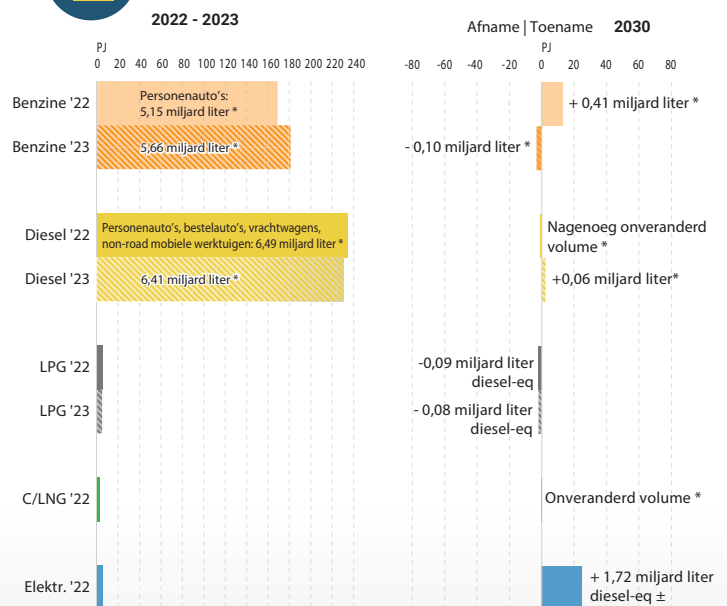 2022 - 2023
Afname | Toename 2030
PJ
PJ
0 20 40 60 80 100 120 140 160 180 200 220 240
-80 -60 -40 -20 0 20 40 60 80
Benzine '22
Personenauto's:
5,15 miljard liter *
+ 0,41 miljard liter *
Benzine '23
5,66 miljard liter *
- 0,10 miljard liter *
Diesel '22
Personenauto's, bestelauto's, vrachtwagens,
non-road mobiele werktuigen: 6,49 miljard liter *
Nagenoeg onveranderd
volume *
Diesel '23
6,41 miljard liter *
+0,06 miljard liter*
LPG '22
-0,09 miljard liter
diesel-eq
LPG '23
- 0,08 miljard liter
diesel-eq
C/LNG '22
Onveranderd volume *
Elektr. '22
+ 1,72 miljard liter
diesel-eq ±